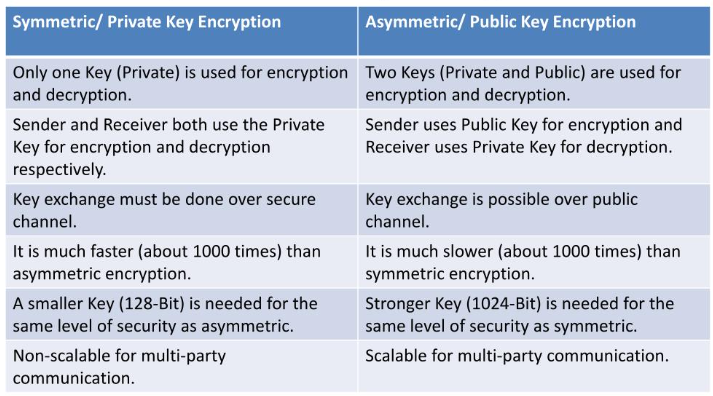 Symmetric/ Private Key Encryption
Asymmetric/ Public Key Encryption
Only one Key (Private) is used for encryption
and decryption.
Two Keys (Private and Public) are used for
encryption and decryption.
Sender and Receiver both use the Private
Key for encryption and decryption
respectively.
Sender uses Public Key for encryption and
Receiver uses Private Key for decryption.
Key exchange must be done over secure
channel.
Key exchange is possible over public
channel.
It is much faster (about 1000 times) than
asymmetric encryption.
It is much slower (about 1000 times) than
symmetric encryption.
A smaller Key (128-Bit) is needed for the
same level of security as asymmetric.
Stronger Key (1024-Bit) is needed for the
same level of security as symmetric.
Non-scalable for multi-party
communication.
Scalable for multi-party communication.